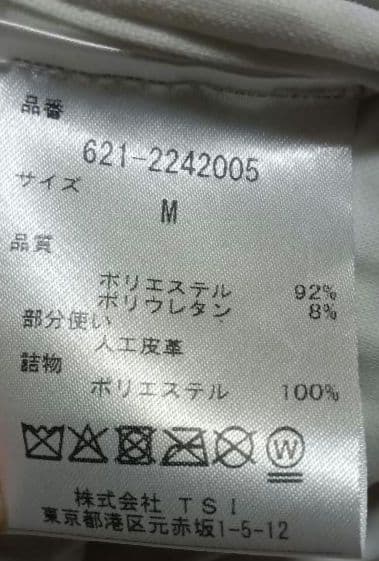 品番
621-2242005
サイズ
M
品質
ポリエステル 92%
ポリウレタン 8%
部分使い
人工皮革
詰物
ポリエステル 100%
W
株式会社 TSI
東京都港区元赤坂1-5-12